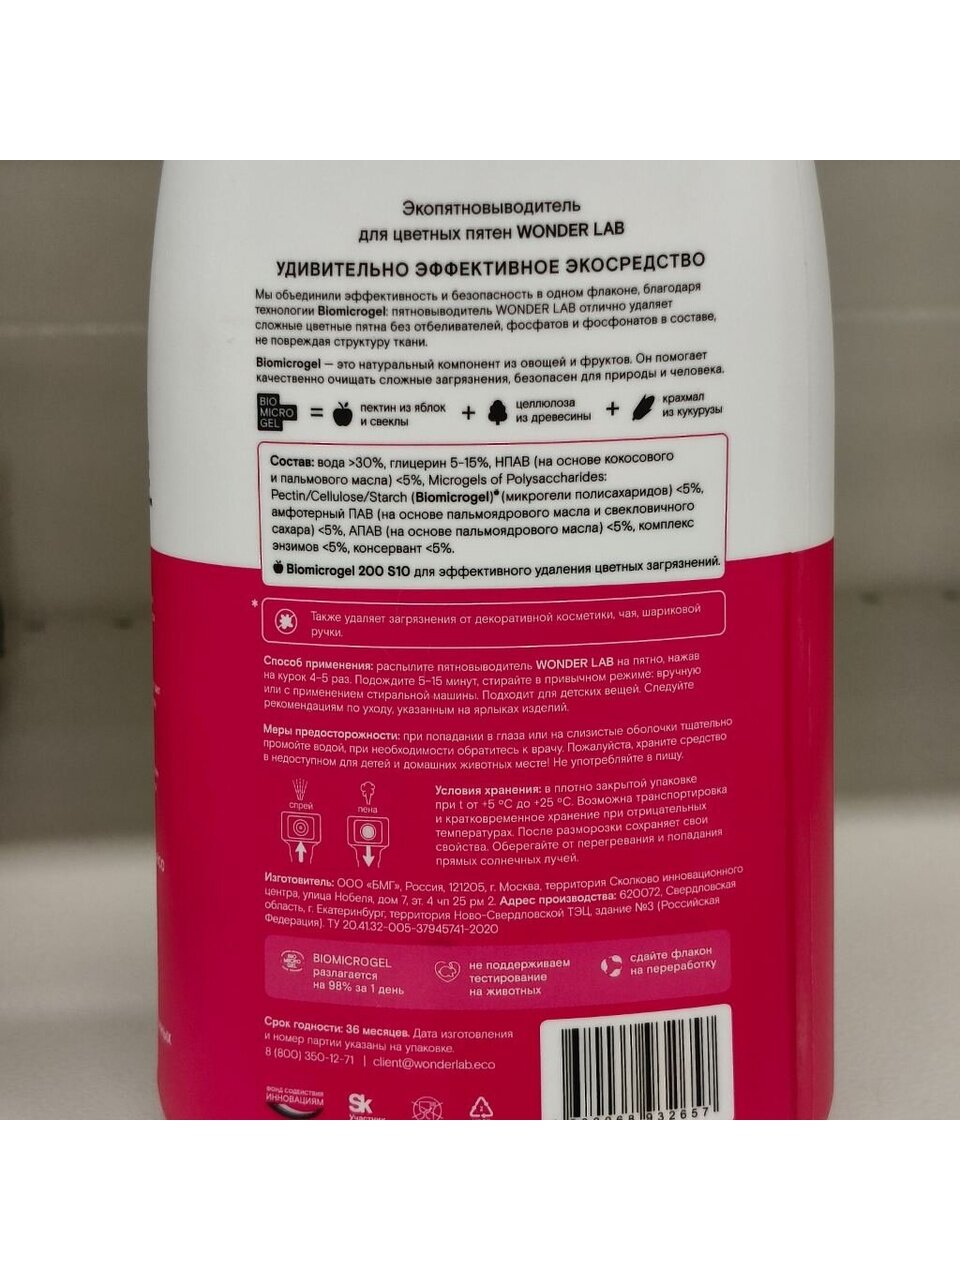 Экопятновыводитель
для цветных пятен WONDER LAB
УДИВИТЕЛЬНО ЭФФЕКТИВНОЕ ЭКОСРЕДСТВО
Мы объединили эффективность и безопасность в одном флаконе, благодаря
технологии Biomicrogel: пятновыводитель WONDER LAB отлично удаляет
сложные цветные пятна без отбеливателей, фосфатов и фосфонатов в составе,
не повреждая структуру ткани.
Biomicrogel — это натуральный компонент из овощей и фруктов. Он помогает
качественно очищать сложные загрязнения, безопасен для природы и человека.
BIO
MICRO
GEL
=
пектин из яблок
и свеклы
+
целлюлоза
из древесины
+
крахмал
из кукурузы
Состав: вода >30%, глицерин 5-15%, НПАВ (на основе кокосового
и пальмового масла) <5%, Microgels of Polysaccharides:
Pectin/Cellulose/Starch (Biomicrogel)® (микрогели полисахаридов) <5%,
амфотерный ПАВ (на основе пальмоядрового масла и свекловичного
сахара) <5%, АПАВ (на основе пальмоядрового масла) <5%, комплекс
энзимов <5%, консервант <5%.
Biomicrogel 200 S10 для эффективного удаления цветных загрязнений.
*
Также удаляет загрязнения от декоративной косметики, чая, шариковой
ручки.
Способ применения: распылите пятновыводитель WONDER LAB на пятно, нажав
на курок 4-5 раз. Подождите 5-15 минут, стирайте в привычном режиме: вручную
или с применением стиральной машины. Подходит для детских вещей. Следуйте
рекомендациям по уходу, указанным на ярлыках изделий.
Меры предосторожности: при попадании в глаза или на слизистые оболочки тщательно
промойте водой, при необходимости обратитесь к врачу. Пожалуйста, храните средство
в недоступном для детей и домашних животных месте! Не употребляйте в пищу.
спрей
пена
Условия хранения: в плотно закрытой упаковке
при t от +5 °C до +25 °C. Возможна транспортировка
и кратковременное хранение при отрицательных
температурах. После разморозки сохраняет свои
свойства. Оберегайте от перегревания и попадания
прямых солнечных лучей.
Изготовитель: ООО «БМГ», Россия, 121205, г. Москва, территория Сколково инновационного
центра, улица Нобеля, дом 7, эт. 4 чп 25 рм 2. Адрес производства: 620072, Свердловская
область, г. Екатеринбург, территория Ново-Свердловской ТЭЦ, здание №3 (Российская
Федерация). ТУ 20.41.32-005-37945741-2020
BIO
MICRO
GEL
BIOMICROGEL
разлагается
на 98% за 1 день
не поддерживаем
тестирование
на животных
сдайте флакон
на переработку
Срок годности: 36 месяцев. Дата изготовления
и номер партии указаны на упаковке.
8 (800) 350-12-71 | client@wonderlab.eco
ФОНД СОДЕЙСТВИЯ
ИННОВАЦИЯМ
Sk
Участник
932657